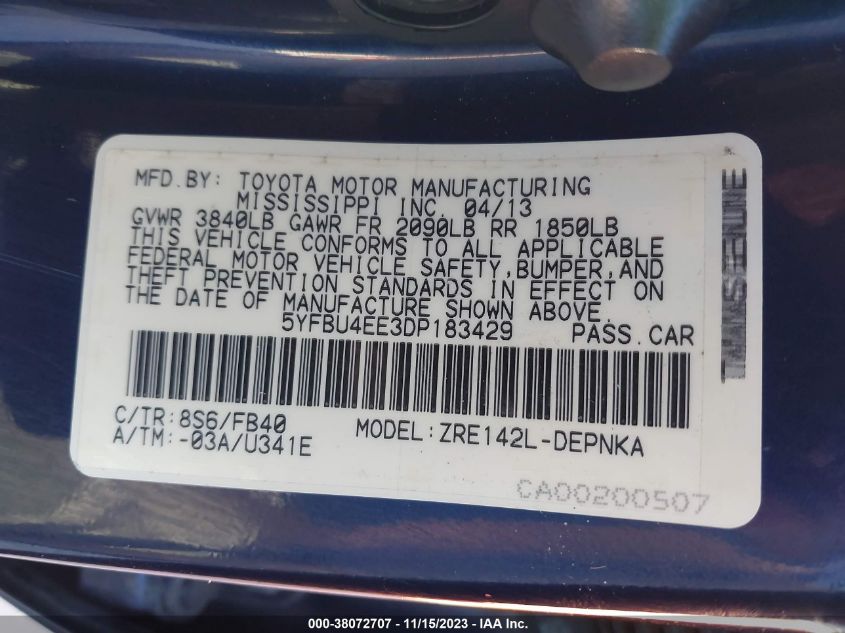 MFD.BY: TOYOTA MOTOR MANUFACTURING
MISSISSIPPI INC. 04/13
GVWR 3840LB GAWR FR 2090LB RR 1850LB
THIS VEHICLE CONFORMS TO ALL APPLICABLE
FEDERAL MOTOR VEHICLE SAFETY,BUMPER,AND
THEFT PREVENTION STANDARDS IN EFFECT ON
THE DATE OF MANUFACTURE SHOWN ABOVE.
5YFBU4EE3DP183429 PASS.CAR
C/TR:8S6/FB40
A/TM:-03A/U341E
MODEL:ZRE142L-DEPNKA
CA00200507
000-38072707 - 11/15/2023 - IAA Inc.